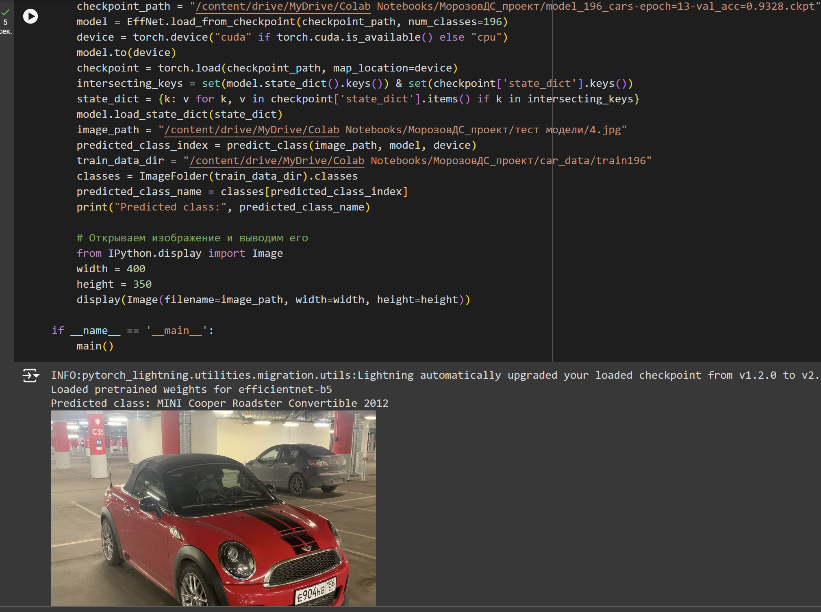 5
сек.
checkpoint_path = "/content/drive/MyDrive/Colab Notebooks/МорозовДС_проект/model_196_cars-epoch=13-val_acc=0.9328.ckpt"
model = EffNet.load_from_checkpoint(checkpoint_path, num_classes=196)
device = torch.device("cuda" if torch.cuda.is_available() else "cpu")
model.to(device)
checkpoint = torch.load(checkpoint_path, map_location=device)
intersecting_keys = set(model.state_dict().keys()) & set(checkpoint['state_dict'].keys())
state_dict = {k: v for k, v in checkpoint['state_dict'].items() if k in intersecting_keys}
model.load_state_dict(state_dict)
image_path = "/content/drive/MyDrive/Colab Notebooks/МорозовДС_проект/тест модели/4.jpg"
predicted_class_index = predict_class(image_path, model, device)
train_data_dir = "/content/drive/MyDrive/Colab Notebooks/МорозовДС_проект/car_data/train196"
classes = ImageFolder(train_data_dir).classes
predicted_class_name = classes[predicted_class_index]
print("Predicted class:", predicted_class_name)
# Открываем изображение и выводим его
from IPython.display import Image
width = 400
height = 350
display(Image(filename=image_path, width=width, height=height))
if __name__ == '__main__':
main()
INFO:pytorch_lightning.utilities.migration.utils:Lightning automatically upgraded your loaded checkpoint from v1.2.0 to v2.
Loaded pretrained weights for efficientnet-b5
Predicted class: MINI Cooper Roadster Convertible 2012